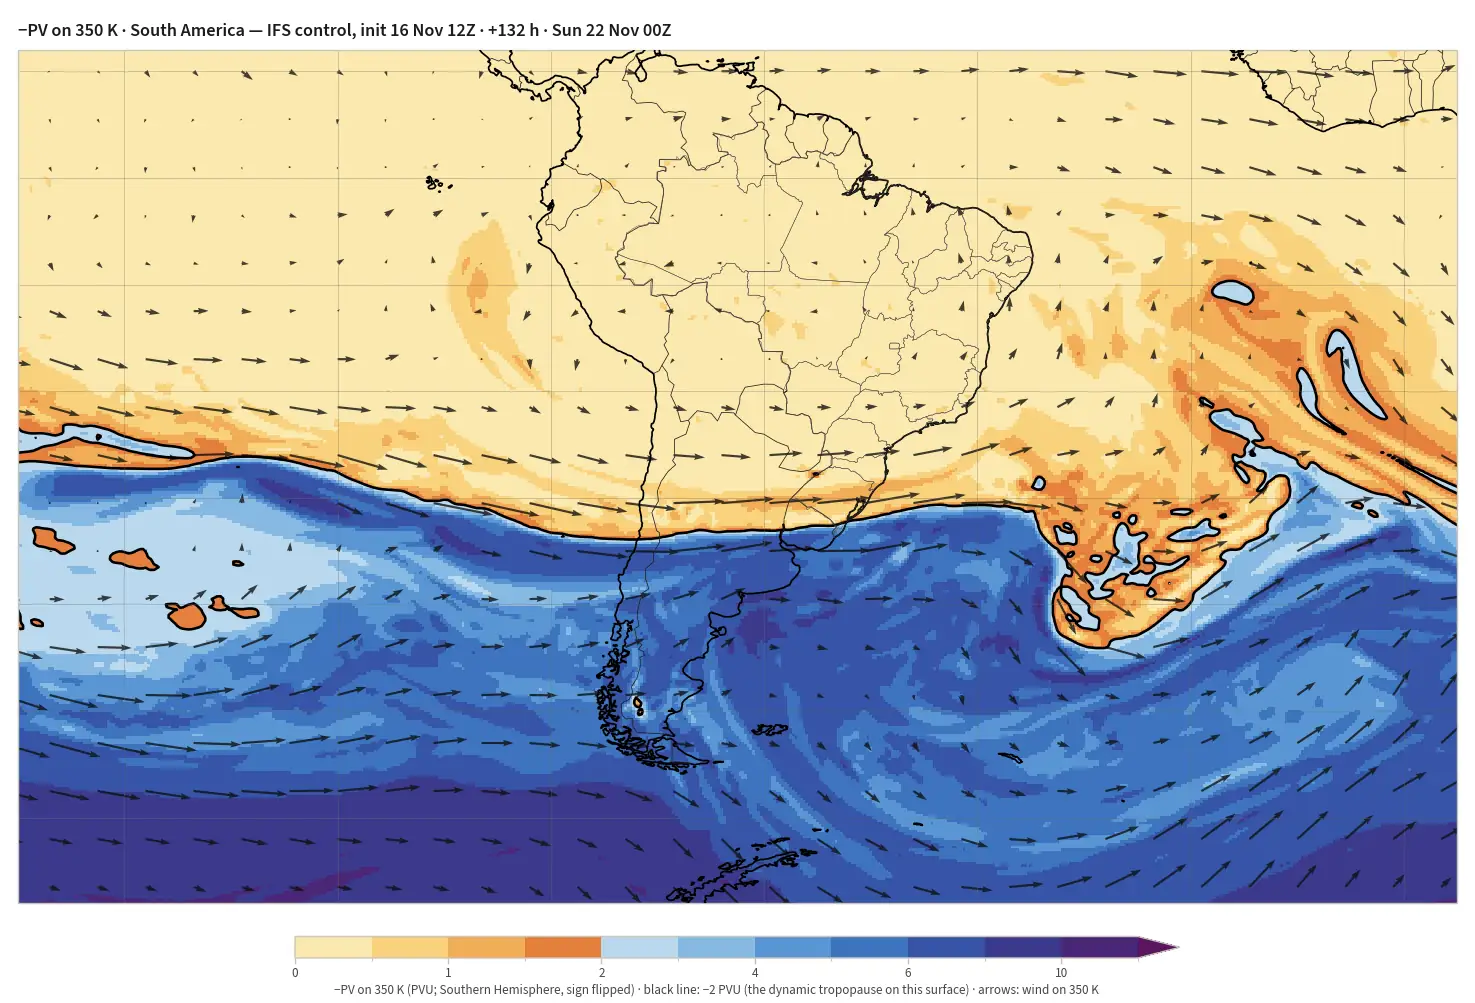 −PV on 350 K · South America — IFS control, init 16 Nov 12Z · +132 h · Sun 22 Nov 00Z
0 1 2 4 6 10
−PV on 350 K (PVU; Southern Hemisphere, sign flipped) · black line: −2 PVU (the dynamic tropopause on this surface) · arrows: wind on 350 K